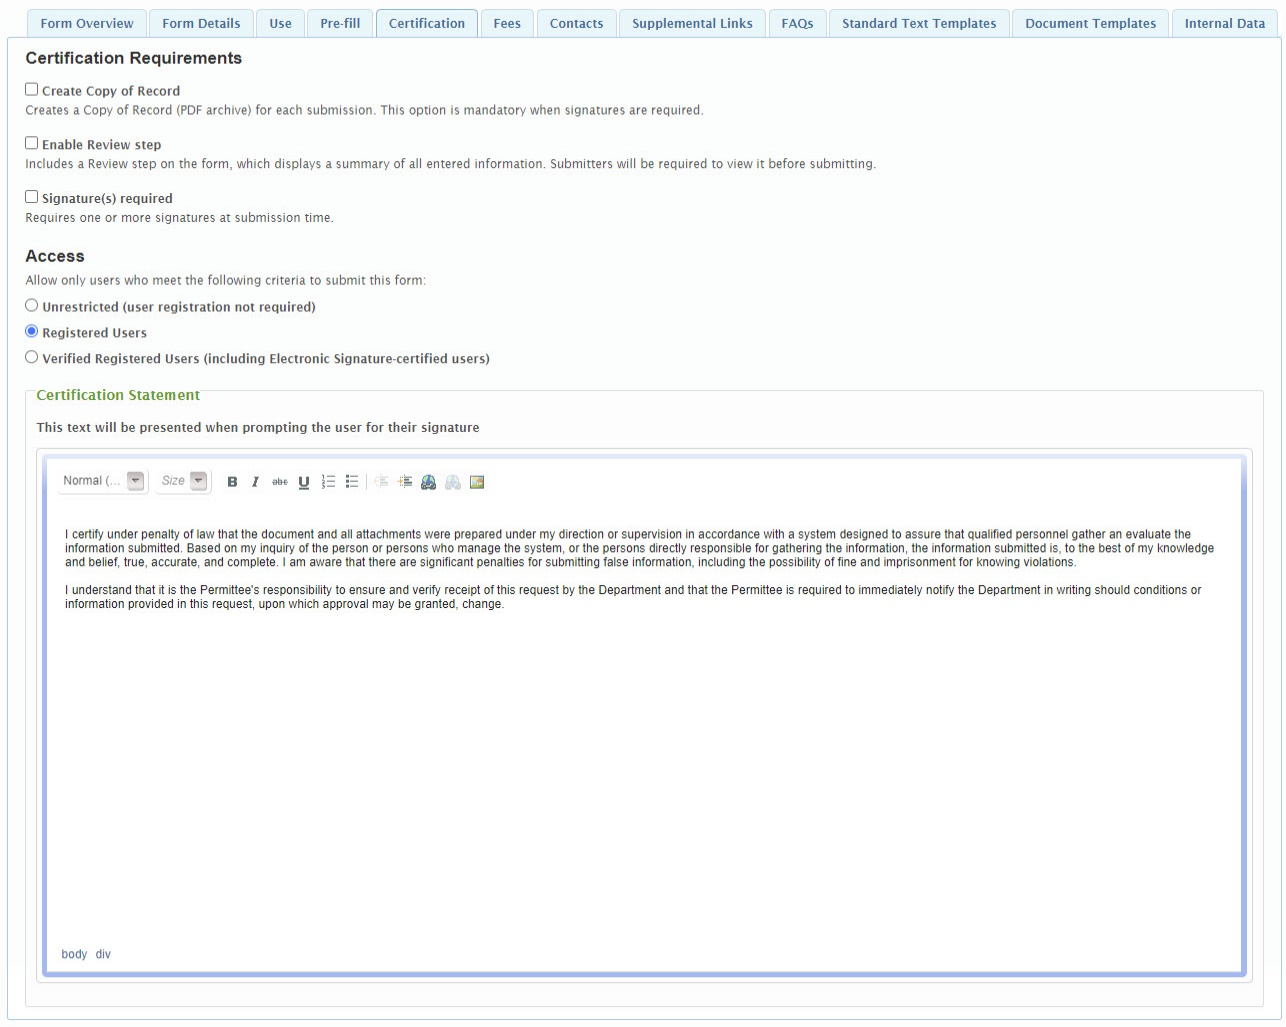 Form Overview Form Details Use Pre-fill Certification Fees Contacts Supplemental Links FAQs Standard Text Templates Document Templates Internal Data
Certification Requirements
Create Copy of Record
Creates a Copy of Record (PDF archive) for each submission. This option is mandatory when signatures are required.
Enable Review step
Includes a Review step on the form, which displays a summary of all entered information. Submitters will be required to view it before submitting.
Signature(s) required
Requires one or more signatures at submission time.
Access
Allow only users who meet the following criteria to submit this form:
Unrestricted (user registration not required)
Registered Users
Verified Registered Users (including Electronic Signature-certified users)
Certification Statement
This text will be presented when prompting the user for their signature
Normal (... Size B I abc U
I certify under penalty of law that the document and all attachments were prepared under my direction or supervision in accordance with a system designed to assure that qualified personnel gather an evaluate the
information submitted. Based on my inquiry of the person or persons who manage the system, or the persons directly responsible for gathering the information, the information submitted is, to the best of my knowledge
and belief, true, accurate, and complete. I am aware that there are significant penalties for submitting false information, including the possibility of fine and imprisonment for knowing violations.
I understand that it is the Permittee's responsibility to ensure and verify receipt of this request by the Department and that the Permittee is required to immediately notify the Department in writing should conditions or
information provided in this request, upon which approval may be granted, change.
body div